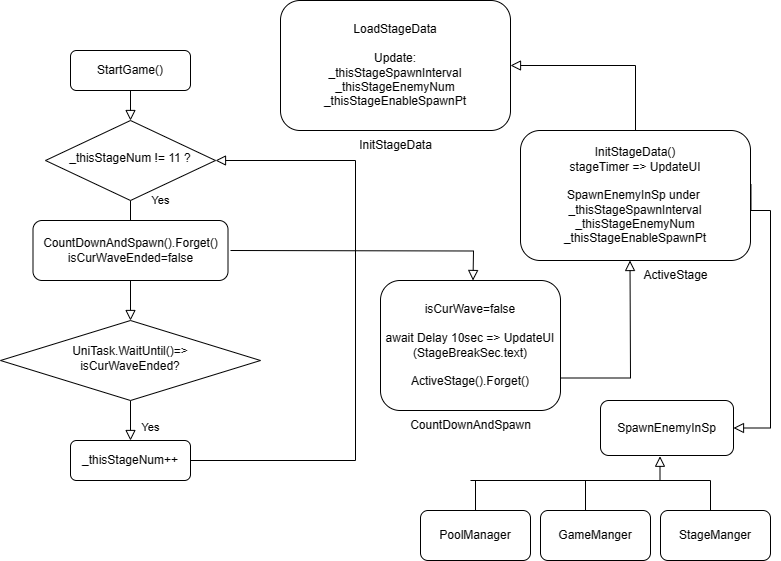 StartGame()
_thisStageNum != 11 ?
Yes
CountDownAndSpawn().Forget()
isCurWaveEnded=false
UniTask.WaitUntil()=>
isCurWaveEnded?
Yes
_thisStageNum++
LoadStageData
Update:
_thisStageSpawnInterval
_thisStageEnemyNum
_thisStageEnableSpawnPt
InitStageData
InitStageData()
stageTimer => UpdateUI
SpawnEnemyInSp under
_thisStageSpawnInterval
_thisStageEnemyNum
_thisStageEnableSpawnPt
ActiveStage
isCurWave=false
await Delay 10sec => UpdateUI
(StageBreakSec.text)
ActiveStage().Forget()
CountDownAndSpawn
SpawnEnemyInSp
PoolManager
GameManger
StageManger